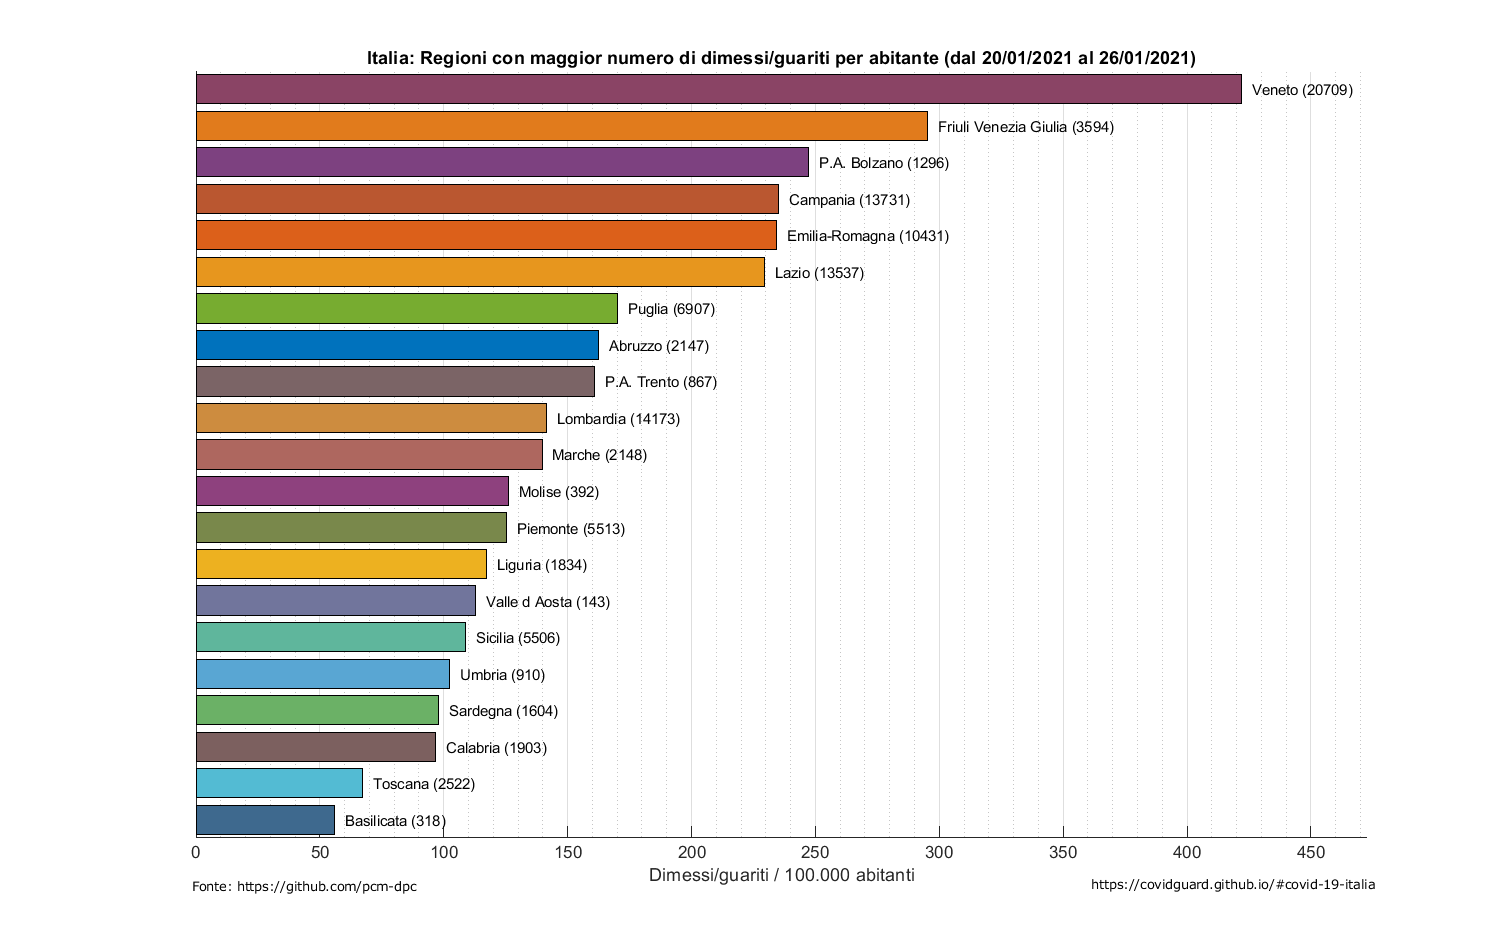 Italia: Regioni con maggior numero di dimessi/guariti per abitante (dal 20/01/2021 al 26/01/2021)
Veneto (20709)
Friuli Venezia Giulia (3594)
P.A. Bolzano (1296)
Campania (13731)
Emilia-Romagna (10431)
Lazio (13537)
Puglia (6907)
Abruzzo (2147)
P.A. Trento (867)
Lombardia (14173)
Marche (2148)
Molise (392)
Piemonte (5513)
Liguria (1834)
Valle d Aosta (143)
Sicilia (5506)
Umbria (910)
Sardegna (1604)
Calabria (1903)
Toscana (2522)
Basilicata (318)
0 50 100 150 200 250 300 350 400 450
Dimessi/guariti / 100.000 abitanti
Fonte: https://github.com/pcm-dpc
https://covidguard.github.io/#covid-19-italia